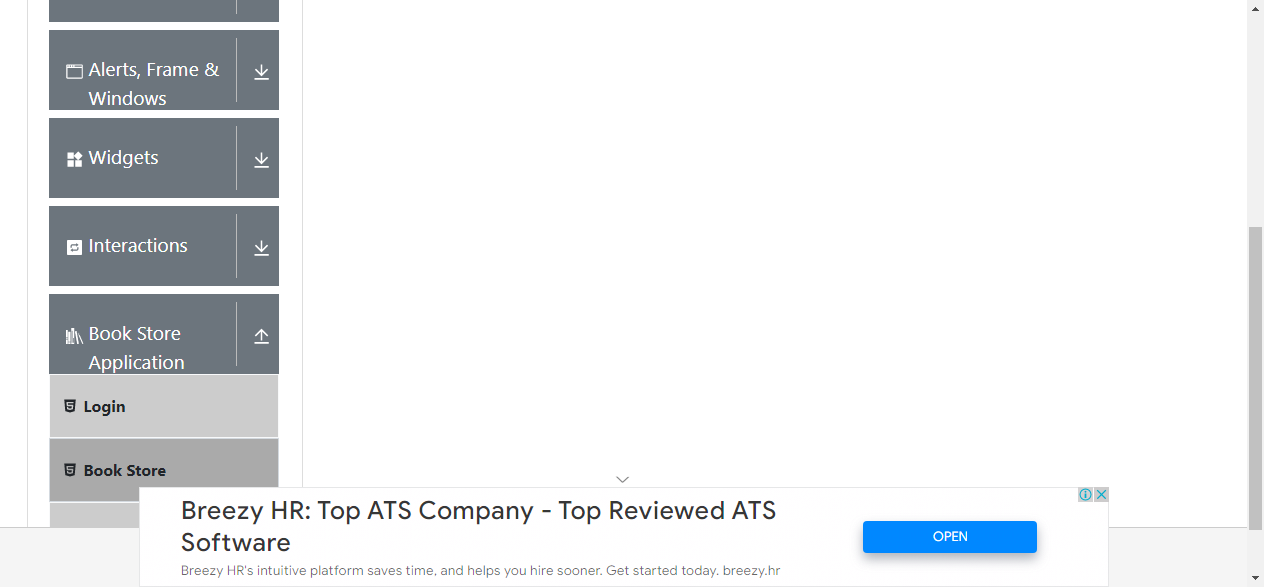 Alerts, Frame &
Windows
Widgets
Interactions
Book Store
Application
Login
Book Store
Breezy HR: Top ATS Company - Top Reviewed ATS
Software
OPEN
Breezy HR's intuitive platform saves time, and helps you hire sooner. Get started today. breezy.hr